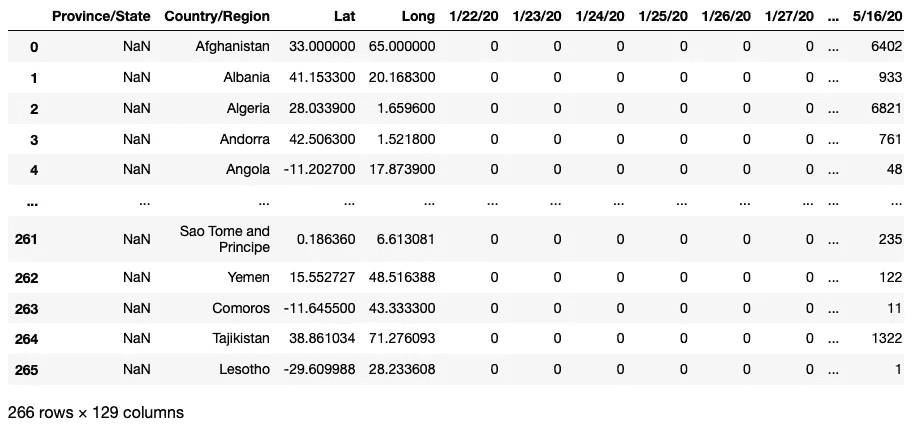 Province/State Country/Region Lat Long 1/22/20 1/23/20 1/24/20 1/25/20 1/26/20 1/27/20 ... 5/16/20
0 NaN Afghanistan 33.000000 65.000000 0 0 0 0 0 0 ... 6402
1 NaN Albania 41.153300 20.168300 0 0 0 0 0 0 ... 933
2 NaN Algeria 28.033900 1.659600 0 0 0 0 0 0 ... 6821
3 NaN Andorra 42.506300 1.521800 0 0 0 0 0 0 ... 761
4 NaN Angola -11.202700 17.873900 0 0 0 0 0 0 ... 48
... ... ... ... ... ... ... ... ... ... ... ... ...
261 NaN Sao Tome and
Principe 0.186360 6.613081 0 0 0 0 0 0 ... 235
262 NaN Yemen 15.552727 48.516388 0 0 0 0 0 0 ... 122
263 NaN Comoros -11.645500 43.333300 0 0 0 0 0 0 ... 11
264 NaN Tajikistan 38.861034 71.276093 0 0 0 0 0 0 ... 1322
265 NaN Lesotho -29.609988 28.233608 0 0 0 0 0 0 ... 1
266 rows × 129 columns